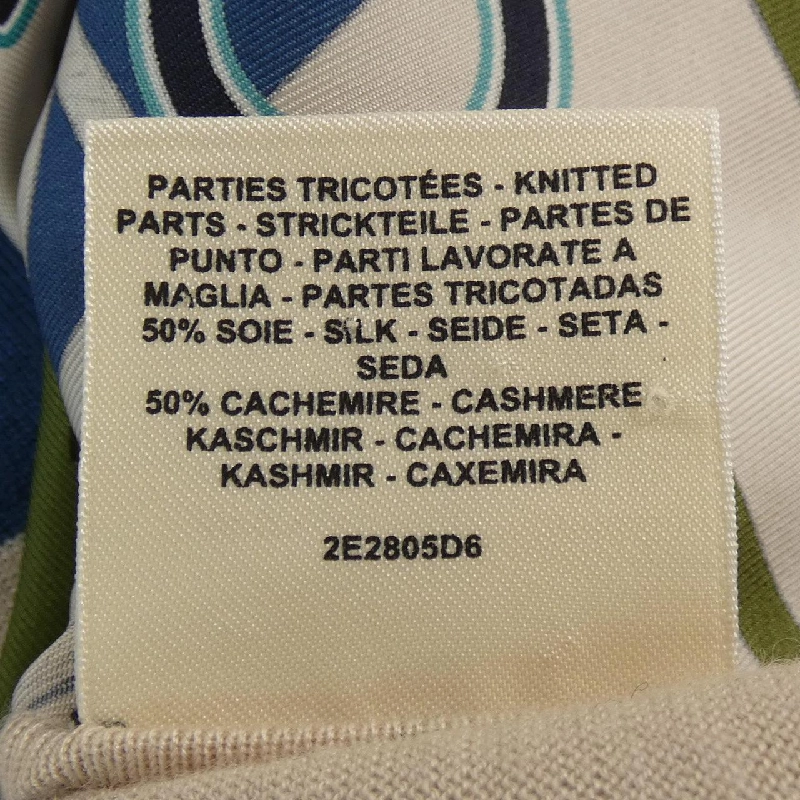 PARTIES TRICOTÉES - KNITTED
PARTS - STRICKTEILE - PARTES DE
PUNTO - PARTI LAVORATE A
MAGLIA - PARTES TRICOTADAS
50% SOIE - SILK - SEIDE - SETA -
SEDA
50% CACHEMIRE - CASHMERE
KASCHMIR - CACHEMIRA -
KASHMIR - CAXEMIRA
2E2805D6